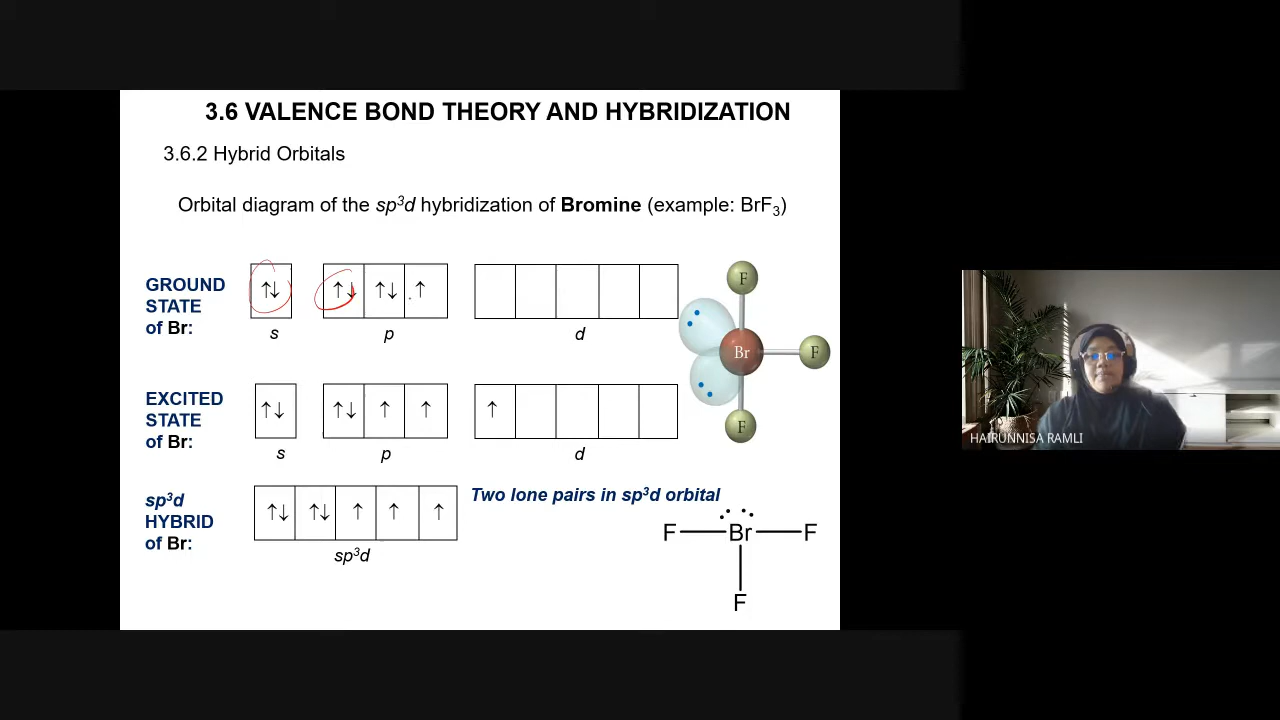 3.6 VALENCE BOND THEORY AND HYBRIDIZATION
3.6.2 Hybrid Orbitals
Orbital diagram of the sp³d hybridization of Bromine (example: BrF₃)
GROUND
STATE
of Br:
↑↓ ↑↓ ↑↓ ↑
s p d
EXCITED
STATE
of Br:
↑↓ ↑↓ ↑ ↑ ↑
s p d
sp³d
HYBRID
of Br:
↑↓ ↑↓ ↑ ↑ ↑
sp³d
Two lone pairs in sp³d orbital
F
Br F
F
F Br F
F
HAIRUNNISA RAMLI